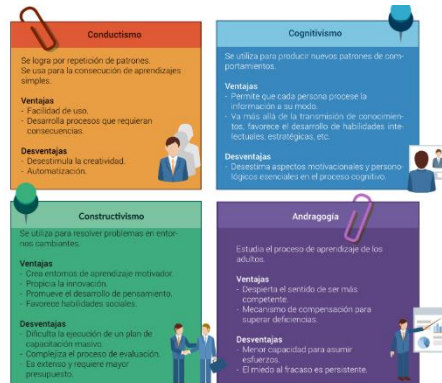 Conductismo
Se logra por repetición de patrones.
Se usa para la consecución de aprendizajes
simples.
Ventajas
- Facilidad de uso.
- Desarrolla procesos que requieran
consecuencias.
Desventajas
- Desestimula la creatividad.
- Automatización.
Cognitivismo
Se utiliza para producir nuevos patrones de com-
portamientos.
Ventajas
- Permite que cada persona procese la
información a su modo.
- Va más allá de la transmisión de conocimien-
tos, favorece el desarrollo de habilidades inte-
lectuales, estratégicas, etc.
Desventajas
- Desestima aspectos motivacionales y persono-
lógicos esenciales en el proceso cognitivo.
Constructivismo
Se utiliza para resolver problemas en entor-
nos cambiantes.
Ventajas
- Crea entornos de aprendizaje motivador.
- Propicia la innovación.
- Promueve el desarrollo de pensamiento.
- Favorece habilidades sociales.
Desventajas
- Dificulta la ejecución de un plan de
capacitación masivo.
- Complejiza el proceso de evaluación.
- Es extenso y requiere mayor
presupuesto.
Andragogía
Estudia el proceso de aprendizaje de los
adultos.
Ventajas
- Despierta el sentido de ser más
competente.
- Mecanismo de compensación para
superar deficiencias.
Desventajas
- Menor capacidad para asumir
esfuerzos.
- El miedo al fracaso es persistente.